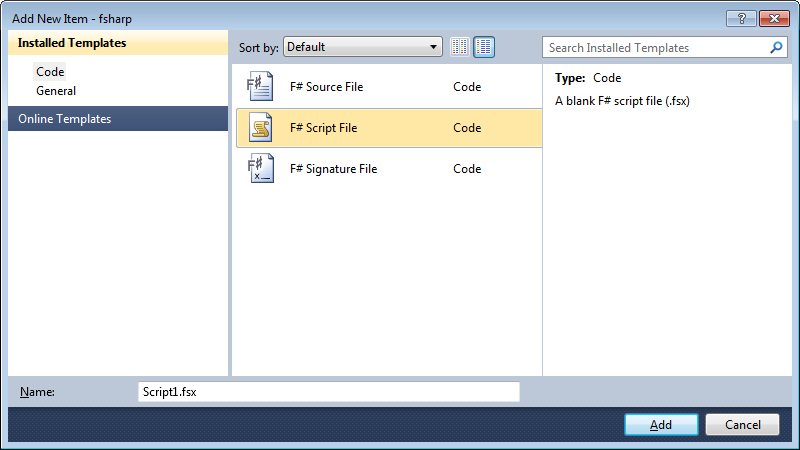 Add New Item - fsharp
Installed Templates
Code
General
Online Templates
Sort by: Default
Search Installed Templates
F# Source File Code
F# Script File Code
F# Signature File Code
Type: Code
A blank F# script file (.fsx)
Name: Script1.fsx
Add Cancel